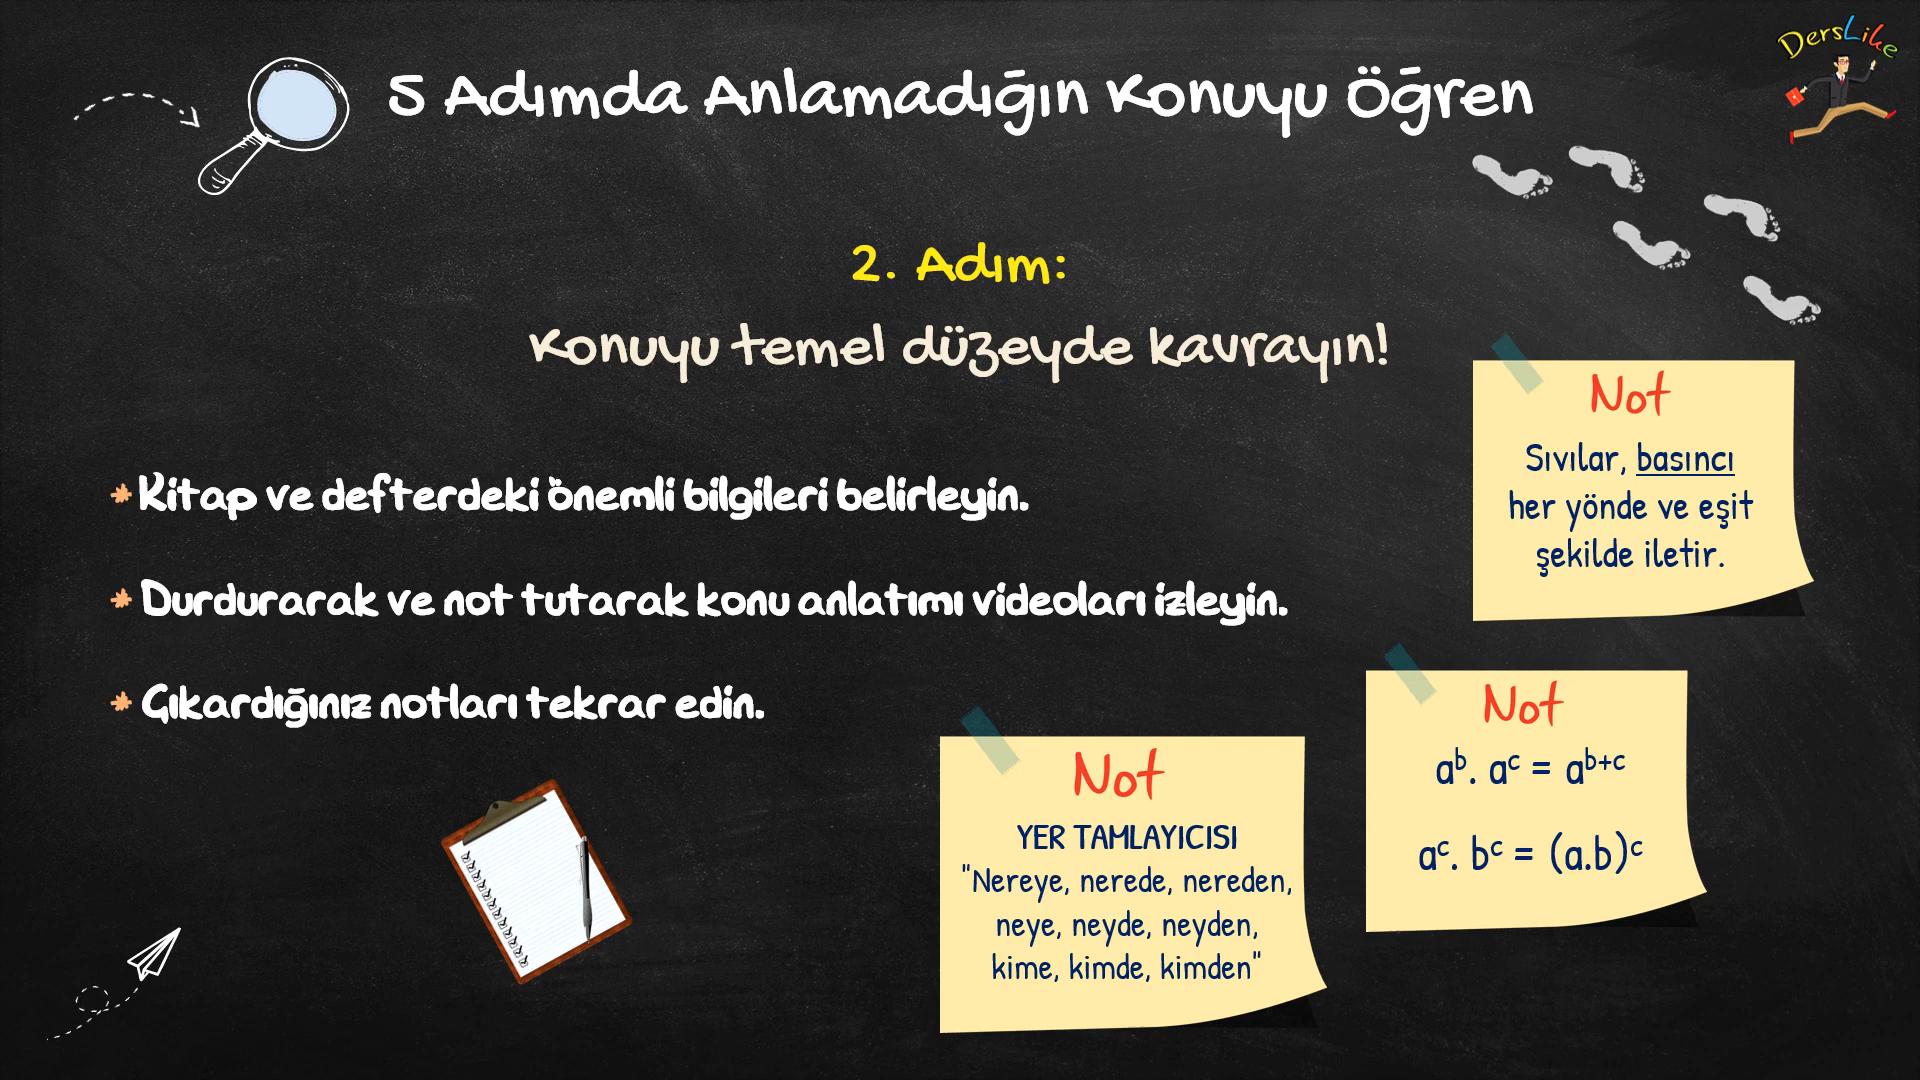 DersLike
5 Adımda Anlamadığın Konuyu Öğren
2. Adım:
Konuyu temel düzeyde kavrayın!
* Kitap ve defterdeki önemli bilgileri belirleyin.
* Durdurarak ve not tutarak konu anlatımı videoları izleyin.
* Çıkardığınız notları tekrar edin.
Not
Sıvılar, basıncı
her yönde ve eşit
şekilde iletir.
Not
YER TAMLAYICISI
"Nereye, nerede, nereden,
neye, neyde, neyden,
kime, kimde, kimden"
Not
aᵇ. aᶜ = aᵇ⁺ᶜ
aᶜ. bᶜ = (a.b)ᶜ